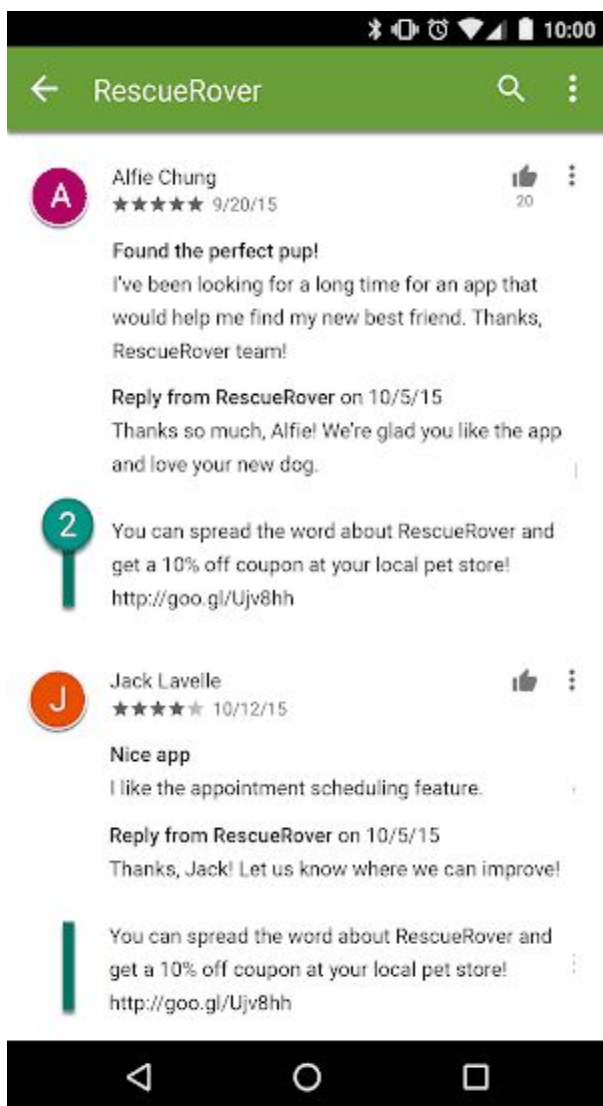 10:00
RescueRover
A
Alfie Chung
9/20/15
20
Found the perfect pup!
I've been looking for a long time for an app that
would help me find my new best friend. Thanks,
RescueRover team!
Reply from RescueRover on 10/5/15
Thanks so much, Alfie! We're glad you like the app
and love your new dog.
2
You can spread the word about RescueRover and
get a 10% off coupon at your local pet store!
http://goo.gl/Ujv8hh
J
Jack Lavelle
10/12/15
Nice app
I like the appointment scheduling feature.
Reply from RescueRover on 10/5/15
Thanks, Jack! Let us know where we can improve!
You can spread the word about RescueRover and
get a 10% off coupon at your local pet store!
http://goo.gl/Ujv8hh